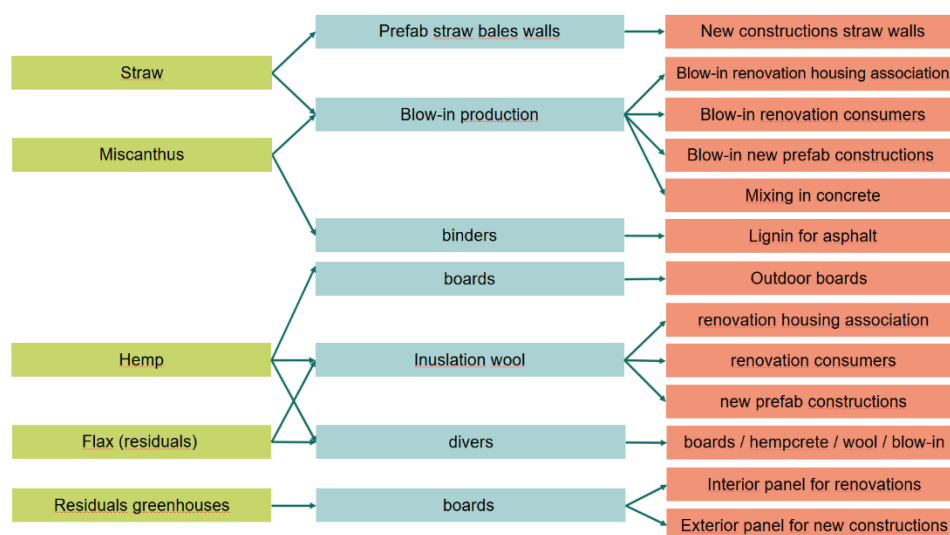 Straw
Miscanthus
Hemp
Flax (residuals)
Residuals greenhouses
Prefab straw bales walls
Blow-in production
binders
boards
Inuslation wool
divers
boards
New constructions straw walls
Blow-in renovation housing association
Blow-in renovation consumers
Blow-in new prefab constructions
Mixing in concrete
Lignin for asphalt
Outdoor boards
renovation housing association
renovation consumers
new prefab constructions
boards / hempcrete / wool / blow-in
Interior panel for renovations
Exterior panel for new constructions